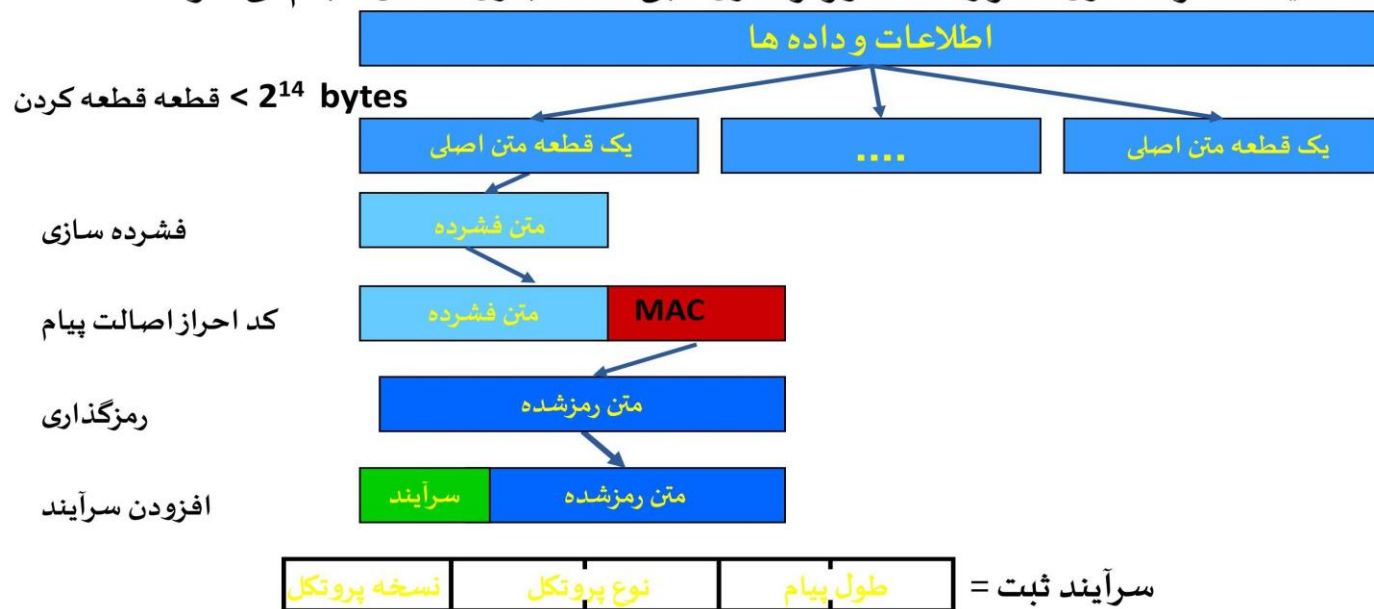 اطلاعات و داده ها
قطعه قطعه کردن < 2¹⁴ bytes
یک قطعه متن اصلی
....
یک قطعه متن اصلی
فشرده سازی
متن فشرده
کد احراز اصالت پیام
متن فشرده
MAC
رمزگذاری
متن رمزشده
افزودن سرآیند
سرآیند
متن رمزشده
سرآیند ثبت =
طول پیام
نوع پروتکل
نسخه پروتکل